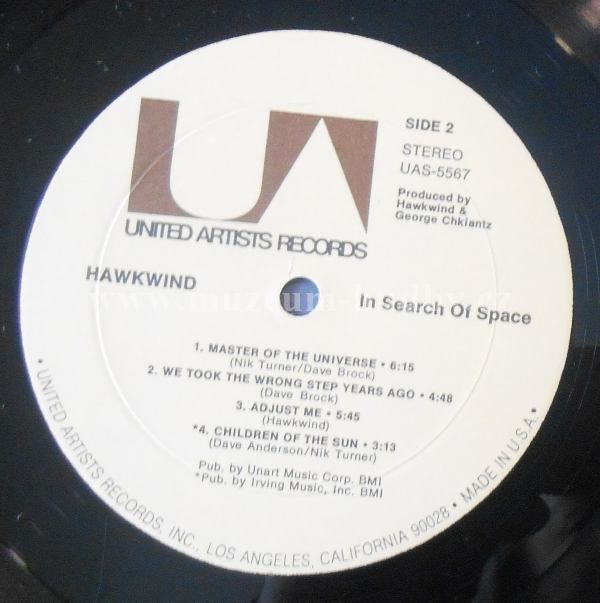 SIDE 2
STEREO
UAS-5567
Produced by
Hawkwind &
George Chkiantz
UNITED ARTISTS RECORDS
HAWKWIND
In Search Of Space
1. MASTER OF THE UNIVERSE • 6:15
(Nik Turner/Dave Brock)
2. WE TOOK THE WRONG STEP YEARS AGO • 4:48
(Dave Brock)
3. ADJUST ME • 5:45
(Hawkwind)
*4. CHILDREN OF THE SUN • 3:13
(Dave Anderson/Nik Turner)
Pub. by Unart Music Corp. BMI
*Pub. by Irving Music, Inc. BMI
• UNITED ARTISTS RECORDS, INC., LOS ANGELES, CALIFORNIA 90028 • MADE IN U.S.A. •
www.muzeum-hudby.cz